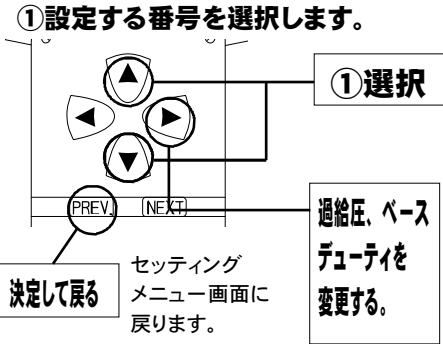 ①設定する番号を選択します。
①選択
PREV.
NEXT
過給圧、ベース
デューティを
変更する。
決定して戻る
セッティング
メニュー画面に
戻ります。